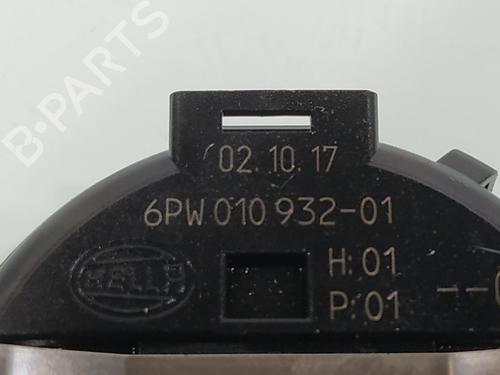 B-PARTS
02.10.17
6PW 010 932-01
HELLA
H:01
P:01